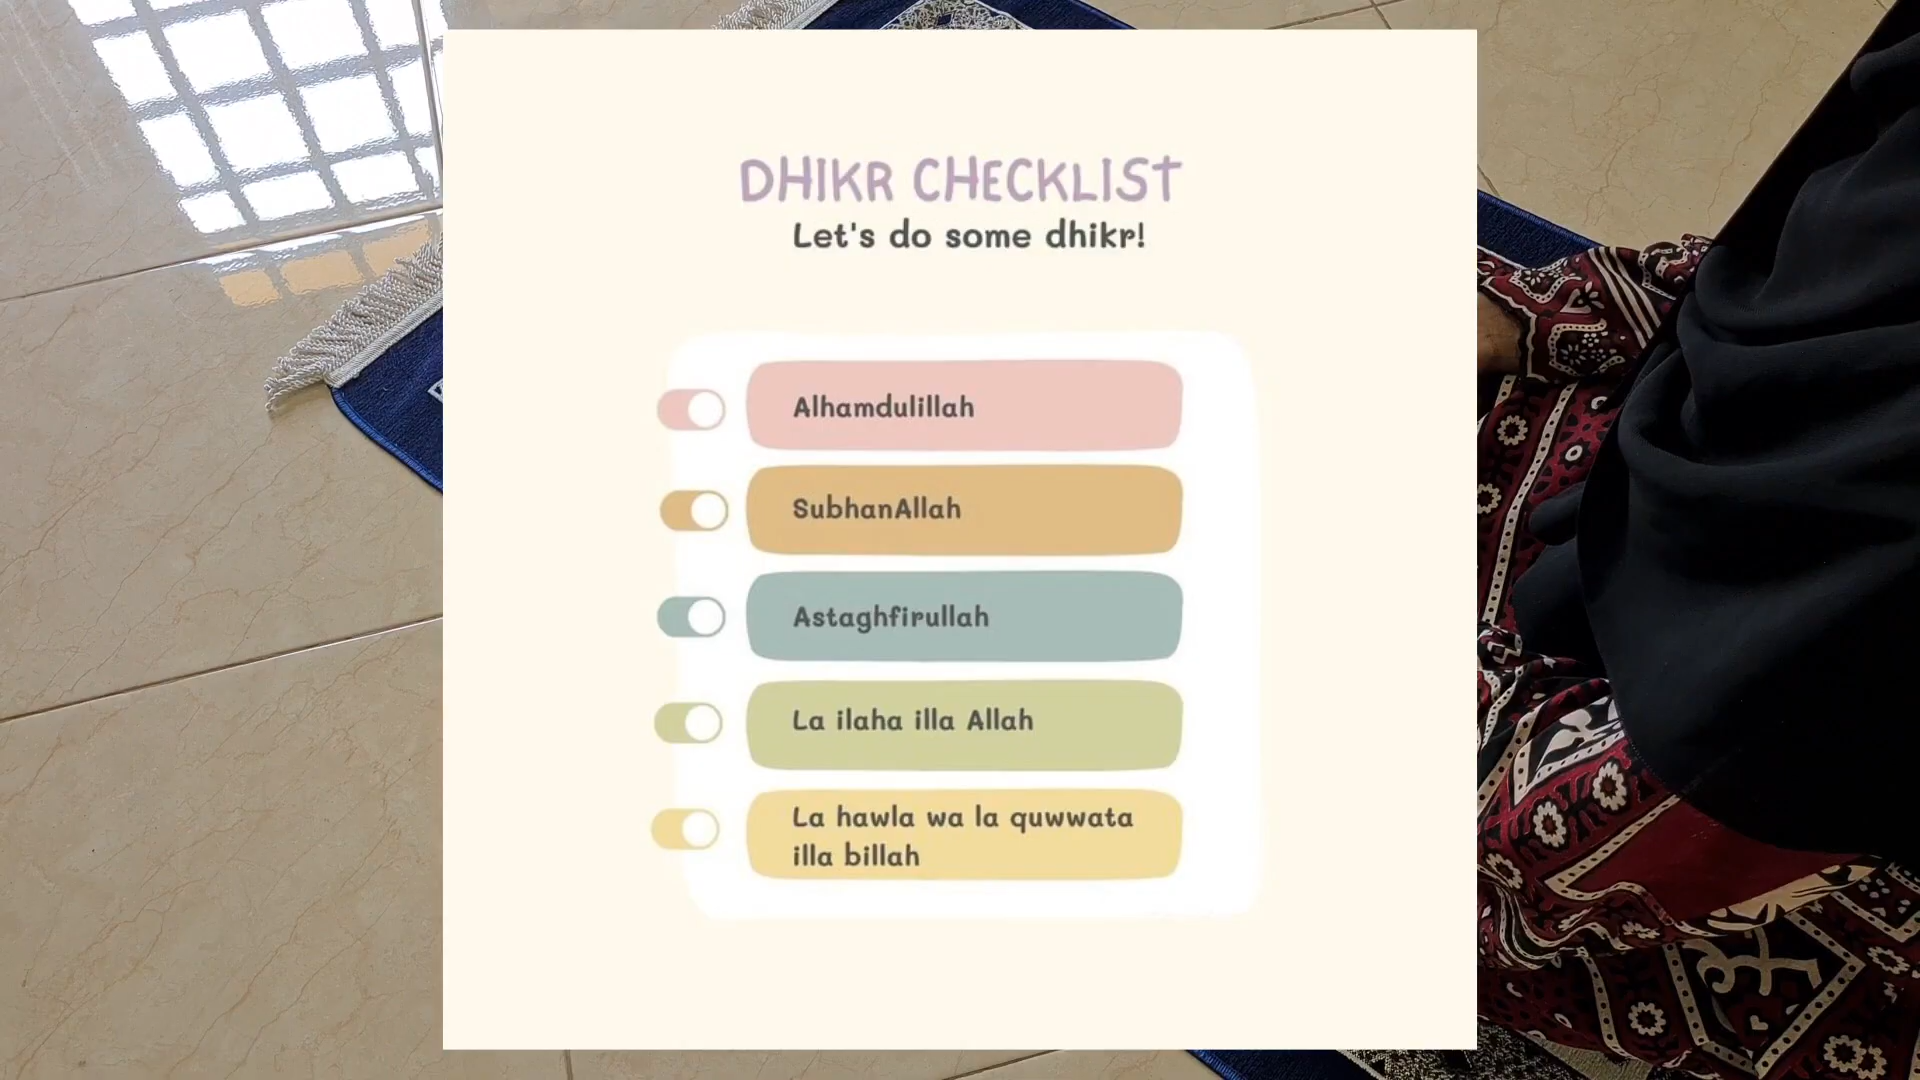 DHIKR CHECKLIST
Let's do some dhikr!
Alhamdulillah
SubhanAllah
Astaghfirullah
La ilaha illa Allah
La hawla wa la quwwata
illa billah